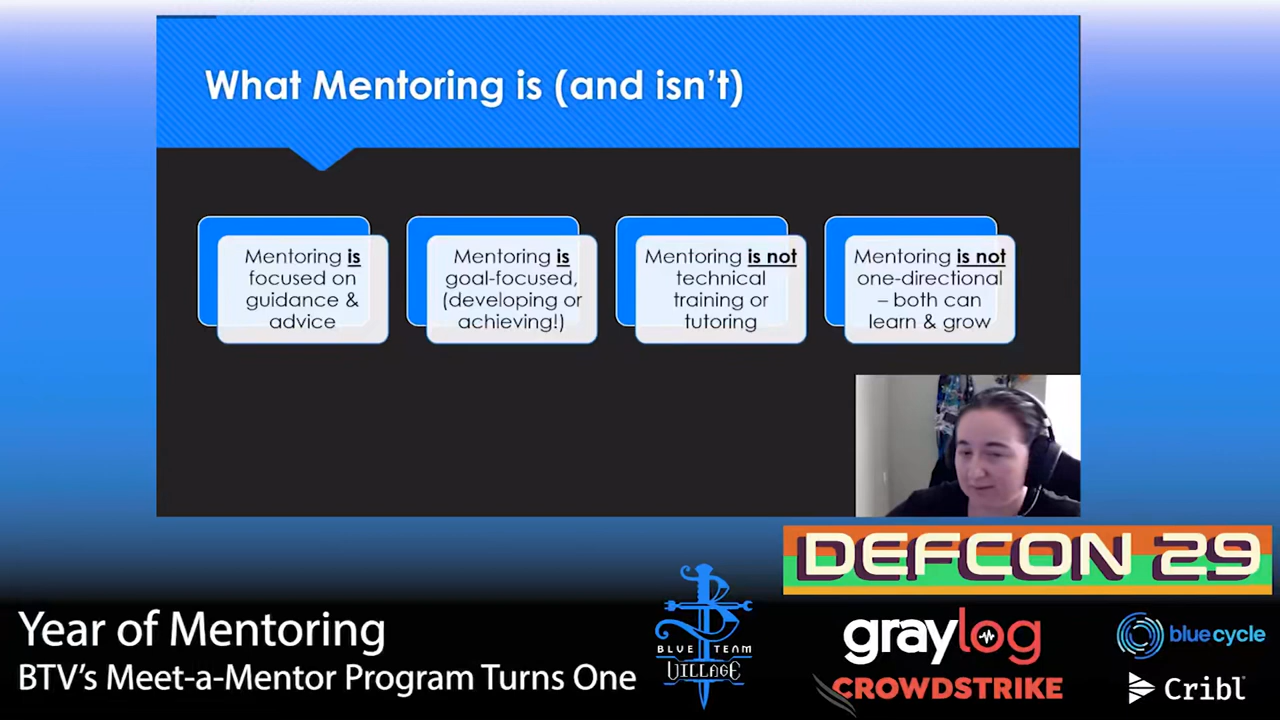 What Mentoring is (and isn't)
Mentoring is
focused on
guidance &
advice
Mentoring is
goal-focused,
(developing or
achieving!)
Mentoring is not
technical
training or
tutoring
Mentoring is not
one-directional
– both can
learn & grow
DEFCON 29
Year of Mentoring
BTV's Meet-a-Mentor Program Turns One
BLUE TEAM
VILLAGE
graylog
CROWDSTRIKE
blue cycle
Cribl